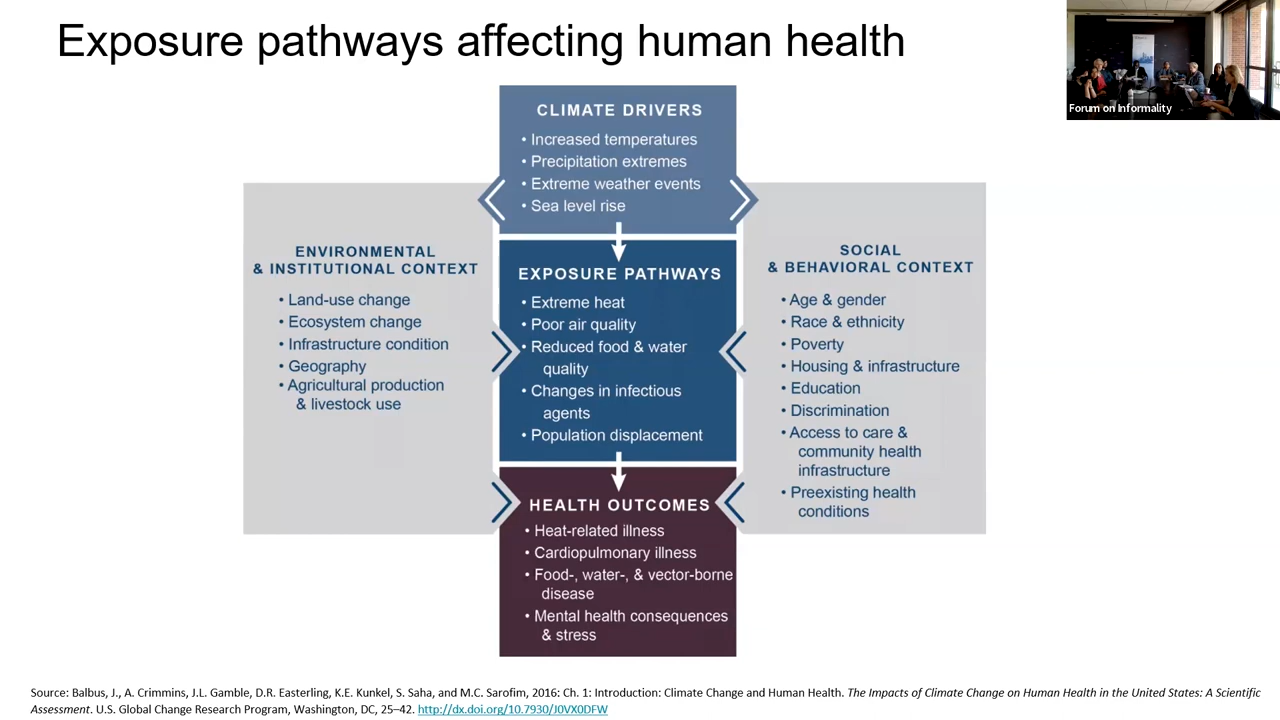 Exposure pathways affecting human health
Forum on Informality
CLIMATE DRIVERS
• Increased temperatures
• Precipitation extremes
• Extreme weather events
• Sea level rise
ENVIRONMENTAL
& INSTITUTIONAL CONTEXT
• Land-use change
• Ecosystem change
• Infrastructure condition
• Geography
• Agricultural production
& livestock use
EXPOSURE PATHWAYS
• Extreme heat
• Poor air quality
• Reduced food & water
quality
• Changes in infectious
agents
• Population displacement
SOCIAL
& BEHAVIORAL CONTEXT
• Age & gender
• Race & ethnicity
• Poverty
• Housing & infrastructure
• Education
• Discrimination
• Access to care &
community health
infrastructure
• Preexisting health
conditions
HEALTH OUTCOMES
• Heat-related illness
• Cardiopulmonary illness
• Food-, water-, & vector-borne
disease
• Mental health consequences
& stress
Source: Balbus, J., A. Crimmins, J.L. Gamble, D.R. Easterling, K.E. Kunkel, S. Saha, and M.C. Sarofim, 2016: Ch. 1: Introduction: Climate Change and Human Health. The Impacts of Climate Change on Human Health in the United States: A Scientific
Assessment. U.S. Global Change Research Program, Washington, DC, 25–42. http://dx.doi.org/10.7930/J0VX0DFW